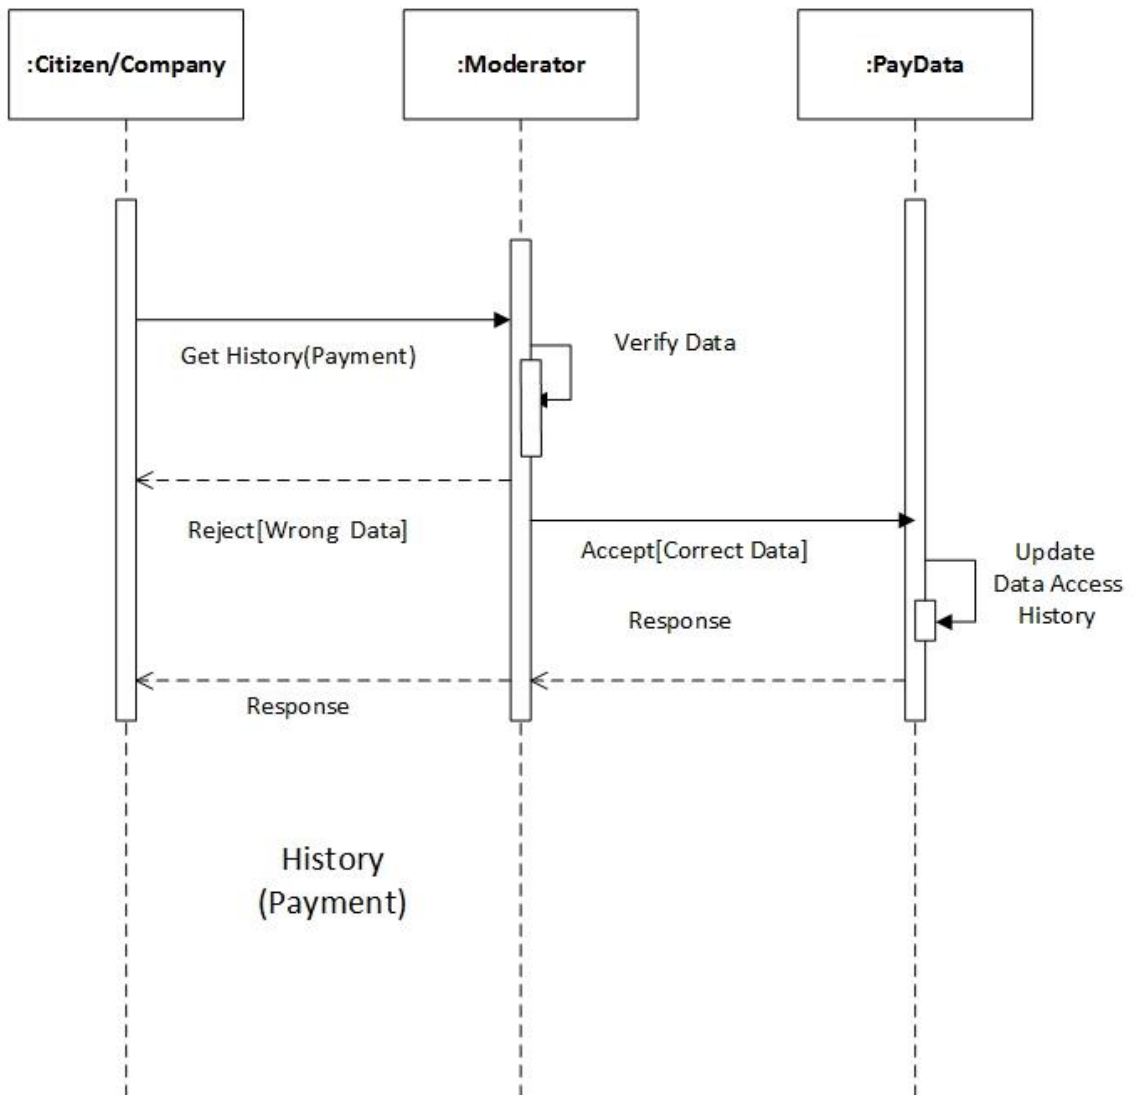 :Citizen/Company
:Moderator
:PayData
Get History(Payment)
Verify Data
Reject[Wrong  Data]
Accept[Correct Data]
Update
Data Access
History
Response
Response
History
(Payment)